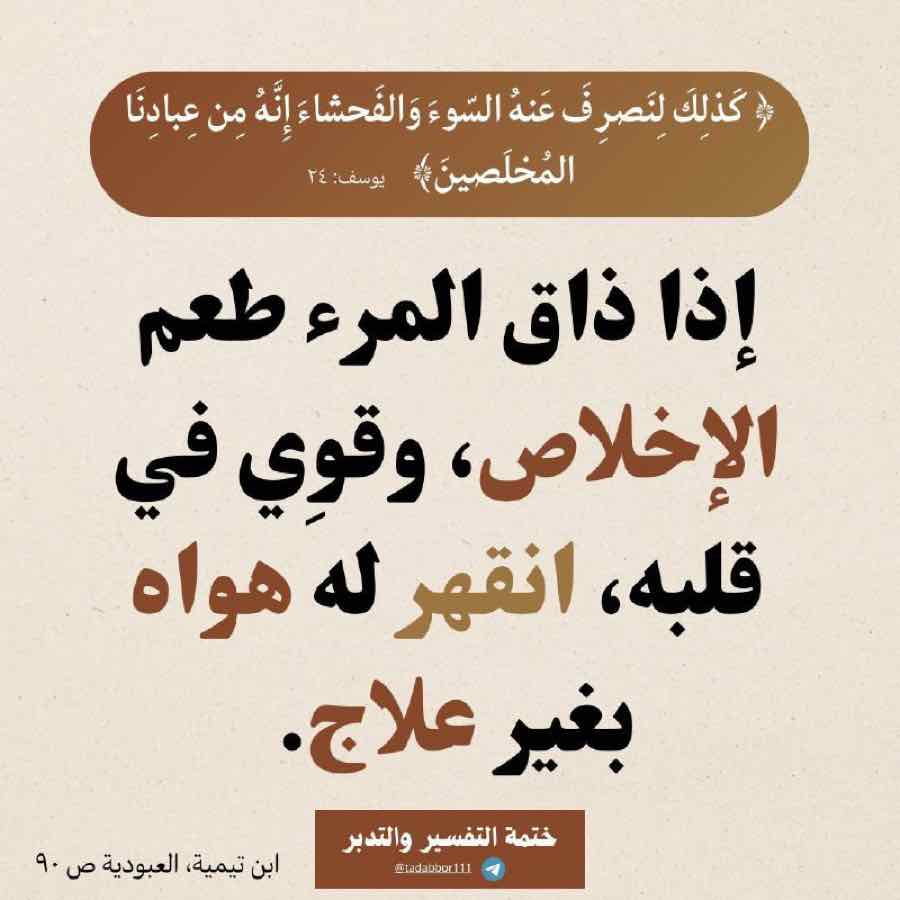 ﴿ كَذلِكَ لِنَصرِفَ عَنهُ السّوءَ وَالفَحشاءَ إِنَّهُ مِن عِبادِنَا
المُخلَصينَ﴾ يوسف: ٢٤
إذا ذاق المرء طعم
الإخلاص، وقوِي في
قلبه، انقهر له هواه
بغير علاج.
ختمة التفسير والتدبر
@tadabbor111
ابن تيمية، العبودية ص ٩٠